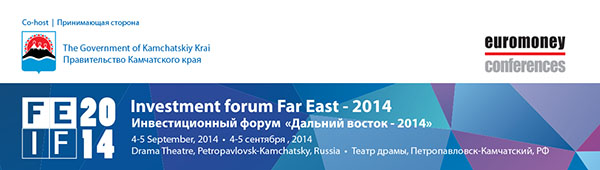 Co-host | Принимающая сторона
The Government of Kamchatskiy Krai
Правительство Камчатского края
euromoney
conferences
FE 20
IF 14
Investment forum Far East - 2014
Инвестиционный форум «Дальний восток - 2014»
4-5 September, 2014 • 4-5 сентября , 2014
Drama Theatre, Petropavlovsk-Kamchatsky, Russia • Театр драмы, Петропавловск-Камчатский, РФ